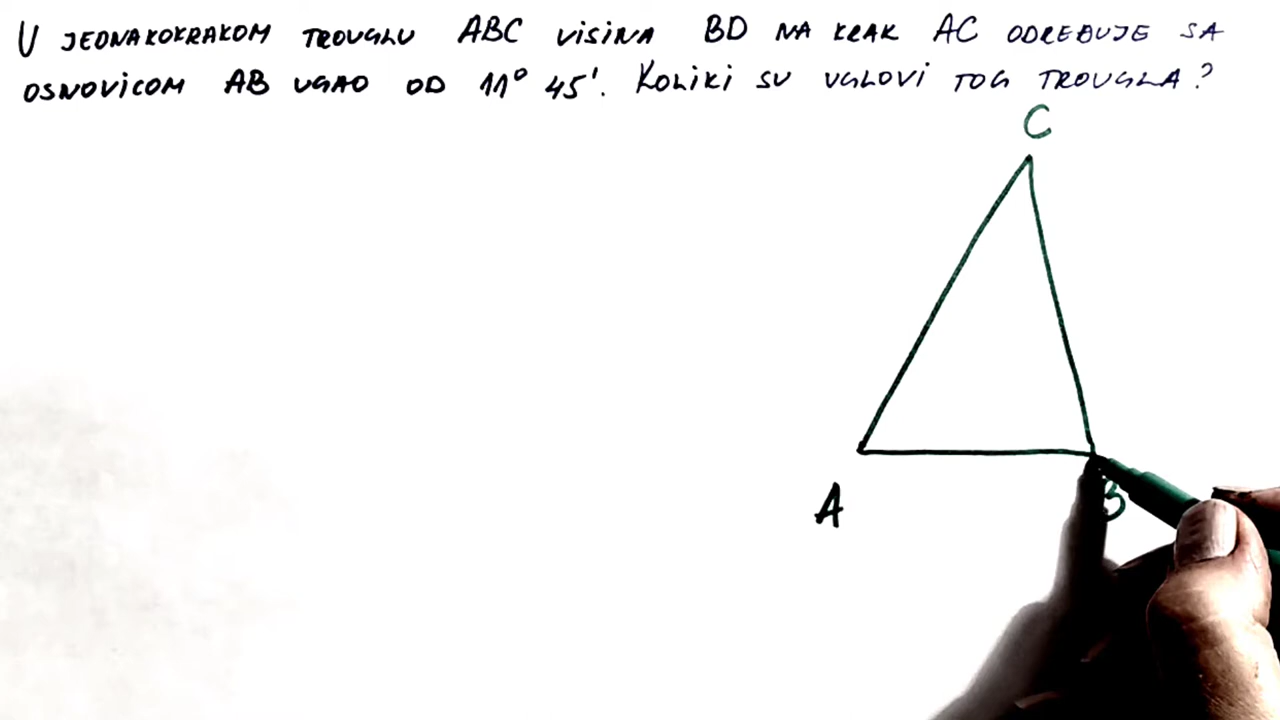 U JEDNAKOKRAKOM TROUGLU ABC VISINA BD NA KRAK AC ODREĐUJE SA
OSNOVICOM AB UGAO OD 11° 45'. KOLIKI SU UGLOVI TOG TROUGLA?
C
A
B